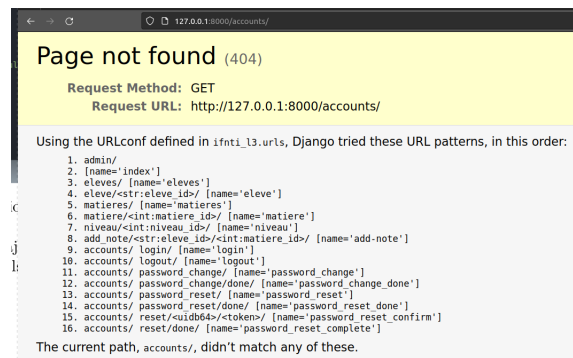 127.0.0.1:8000/accounts/
Page not found (404)
Request Method: GET
Request URL: http://127.0.0.1:8000/accounts/
Using the URLconf defined in ifnti_l3.urls, Django tried these URL patterns, in this order:
1. admin/
2. [name='index']
3. eleves/ [name='eleves']
4. eleve/<str:eleve_id>/ [name='eleve']
5. matieres/ [name='matieres']
6. matiere/<int:matiere_id>/ [name='matiere']
7. niveau/<int:niveau_id>/ [name='niveau']
8. add_note/<str:eleve_id>/<int:matiere_id>/ [name='add-note']
9. accounts/ login/ [name='login']
10. accounts/ logout/ [name='logout']
11. accounts/ password_change/ [name='password_change']
12. accounts/ password_change/done/ [name='password_change_done']
13. accounts/ password_reset/ [name='password_reset']
14. accounts/ password_reset/done/ [name='password_reset_done']
15. accounts/ reset/<uidb64>/<token>/ [name='password_reset_confirm']
16. accounts/ reset/done/ [name='password_reset_complete']
The current path, accounts/, didn’t match any of these.